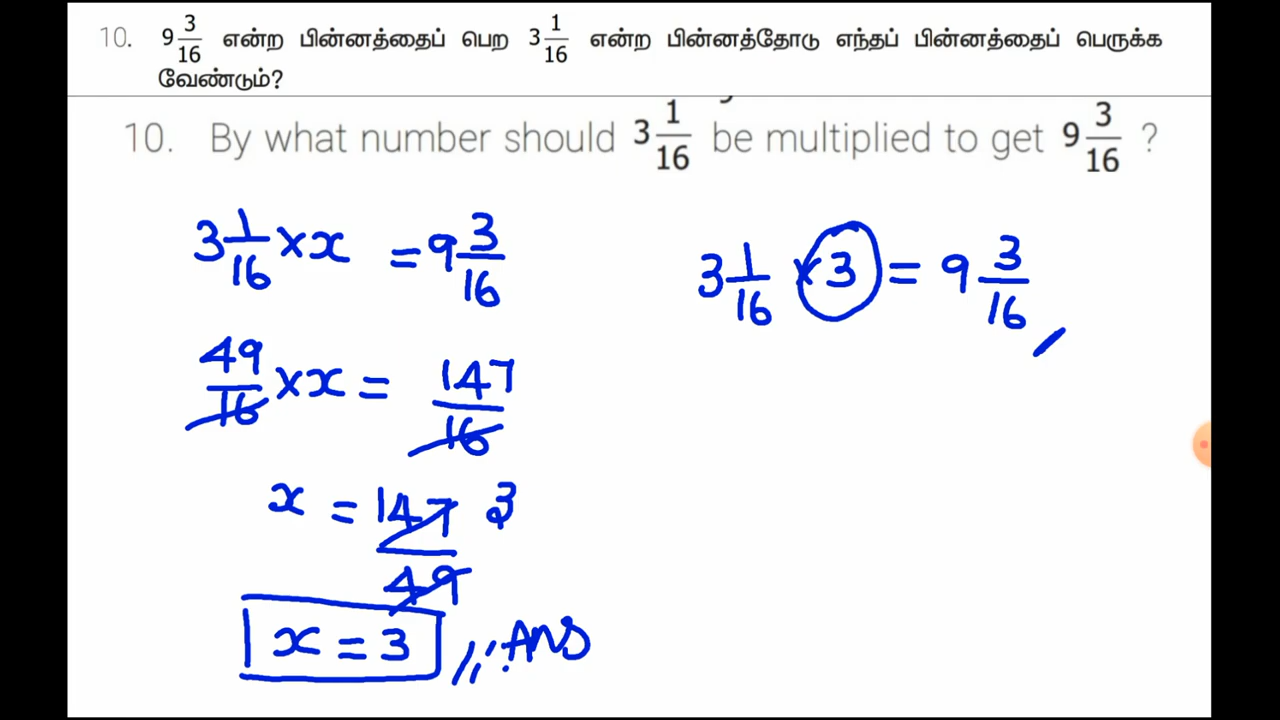 10. 9 3/16 என்ற பின்னத்தைப் பெற 3 1/16 என்ற பின்னத்தோடு எந்தப் பின்னத்தைப் பெருக்க
வேண்டும்?
10. By what number should 3 1/16 be multiplied to get 9 3/16 ?
3 1/16 × x = 9 3/16
49/16 × x = 147/16
x = 147/49 3
x = 3 // Ans
3 1/16 × 3 = 9 3/16